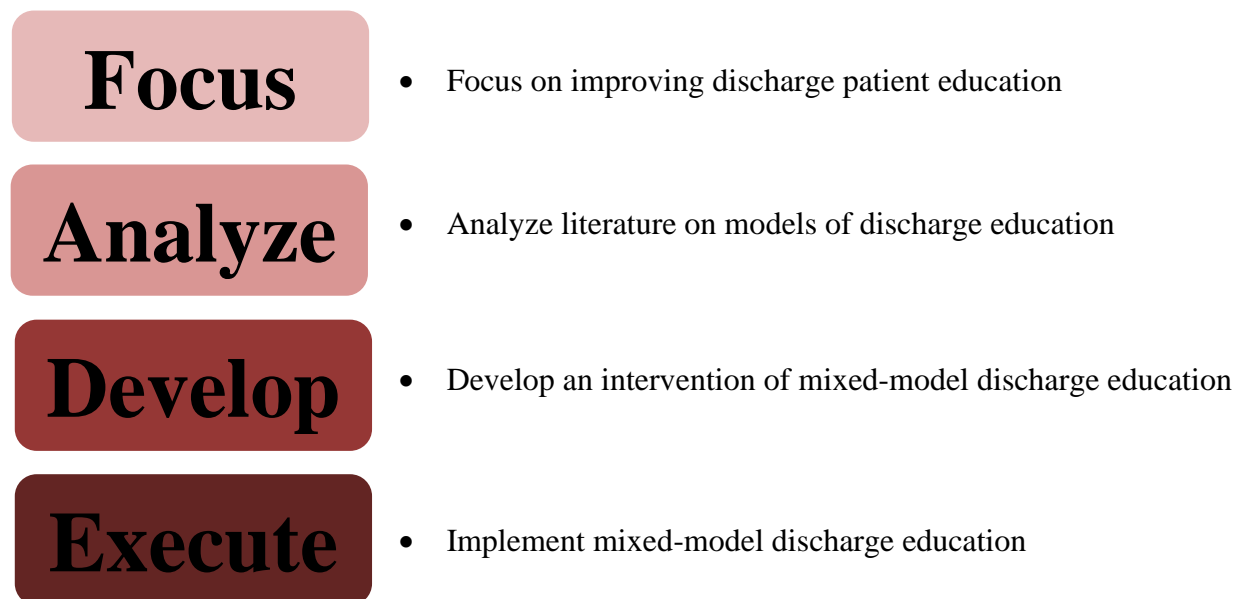 Focus
• Focus on improving discharge patient education
Analyze
• Analyze literature on models of discharge education
Develop
• Develop an intervention of mixed-model discharge education
Execute
• Implement mixed-model discharge education